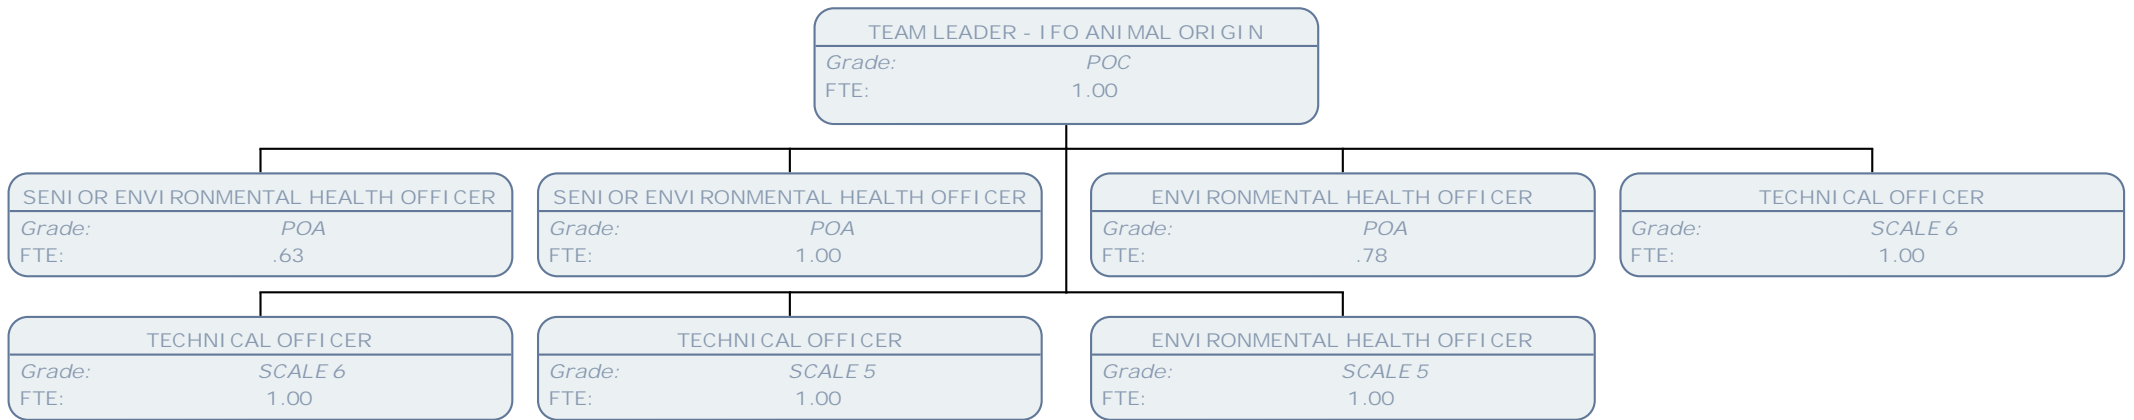 TEAM LEADER - IFO ANIMAL ORIGIN
Grade: POC
FTE: 1.00
SENIOR ENVIRONMENTAL HEALTH OFFICER
Grade: POA
FTE: .63
SENIOR ENVIRONMENTAL HEALTH OFFICER
Grade: POA
FTE: 1.00
ENVIRONMENTAL HEALTH OFFICER
Grade: POA
FTE: .78
TECHNICAL OFFICER
Grade: SCALE 6
FTE: 1.00
TECHNICAL OFFICER
Grade: SCALE 6
FTE: 1.00
TECHNICAL OFFICER
Grade: SCALE 5
FTE: 1.00
ENVIRONMENTAL HEALTH OFFICER
Grade: SCALE 5
FTE: 1.00